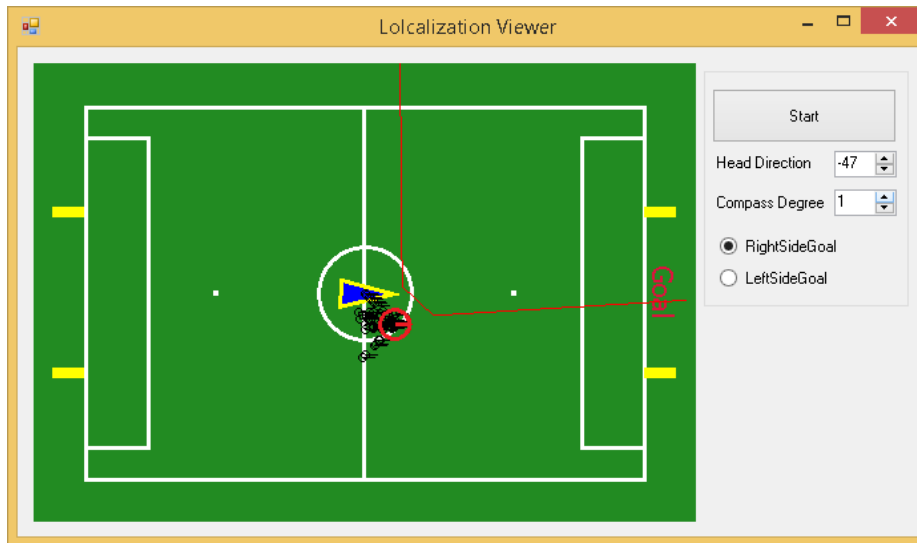 Lolcalization Viewer
Start
Head Direction -47
Compass Degree 1
RightSideGoal
LeftSideGoal
Goal